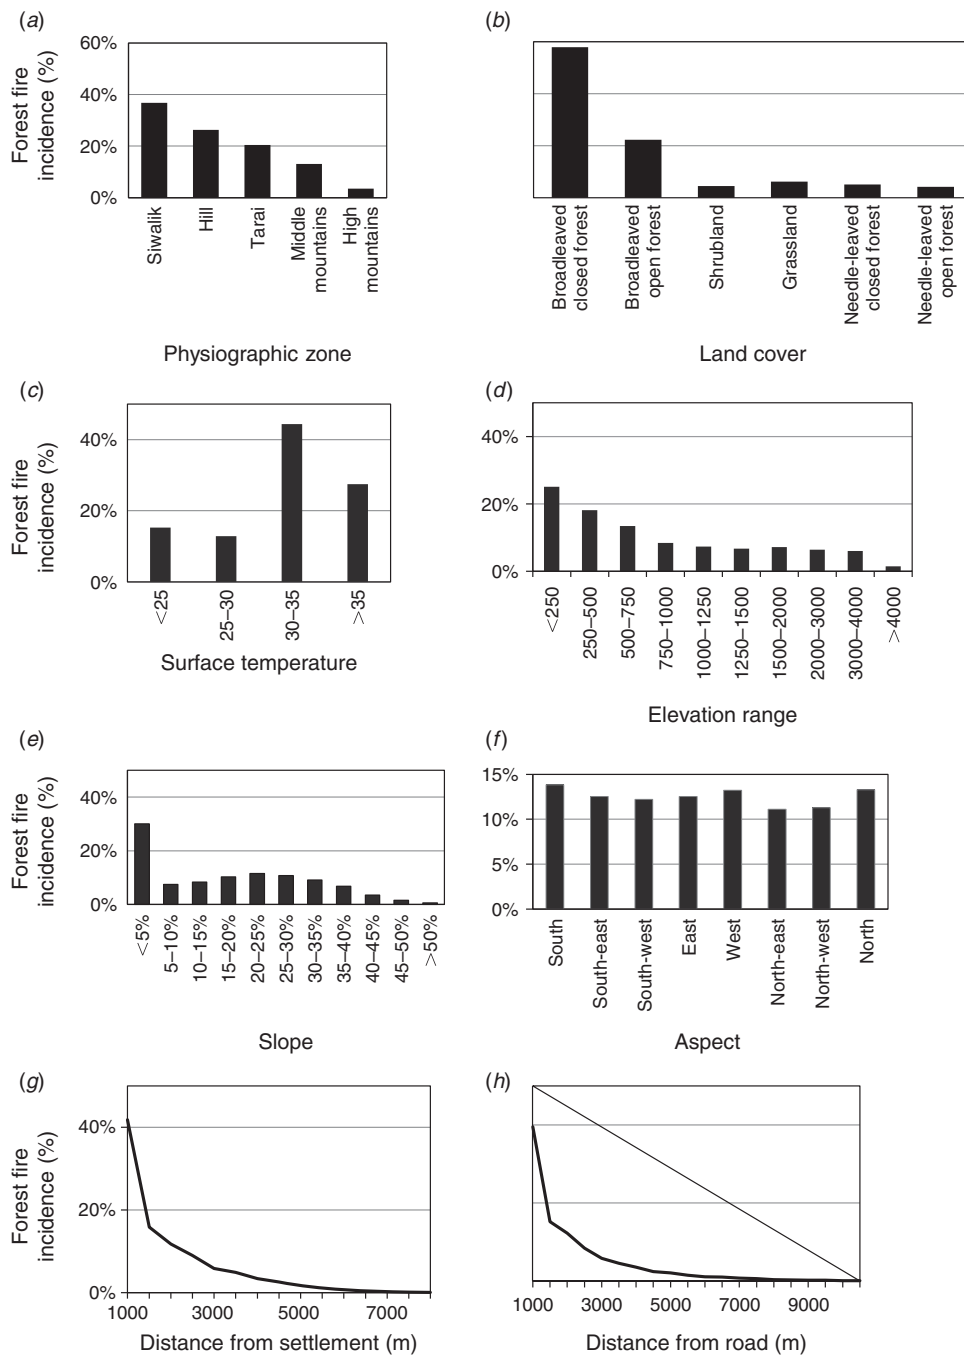 (a)
Forest fire
incidence (%)
60%
40%
20%
0%
Siwalik
Hill
Tarai
Middle
mountains
High
mountains
Physiographic zone
(b)
Broadleaved
closed forest
Broadleaved
open forest
Shrubland
Grassland
Needle-leaved
closed forest
Needle-leaved
open forest
Land cover
(c)
Forest fire
incidence (%)
40%
20%
0%
<25
25–30
30–35
>35
Surface temperature
(d)
40%
20%
0%
<250
250–500
500–750
750–1000
1000–1250
1250–1500
1500–2000
2000–3000
3000–4000
>4000
Elevation range
(e)
Forest fire
incidence (%)
40%
20%
0%
<5%
5–10%
10–15%
15–20%
20–25%
25–30%
30–35%
35–40%
40–45%
45–50%
>50%
Slope
(f)
15%
10%
5%
0%
South
South-east
South-west
East
West
North-east
North-west
North
Aspect
(g)
Forest fire
incidence (%)
40%
20%
0%
1000 3000 5000 7000
Distance from settlement (m)
(h)
1000 3000 5000 7000 9000
Distance from road (m)